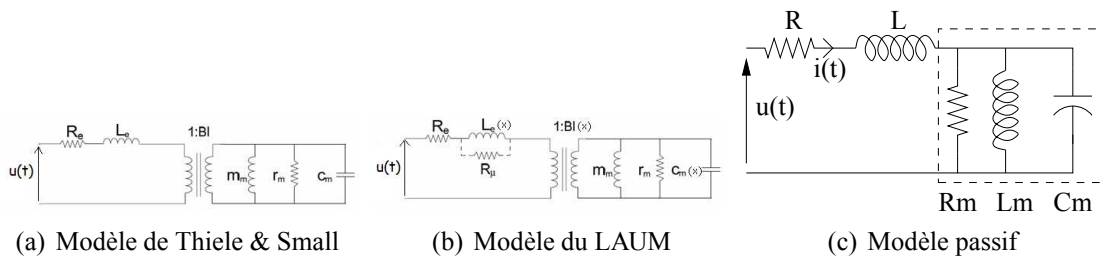 R L
i(t)
u(t)
Rm Lm Cm
Re Le 1:Bl
u(t)
mm rm cm
Re Le(x) 1:Bl(x)
Rμ
u(t)
mm rm cm(x)
(a) Modèle de Thiele & Small
(b) Modèle du LAUM
(c) Modèle passif